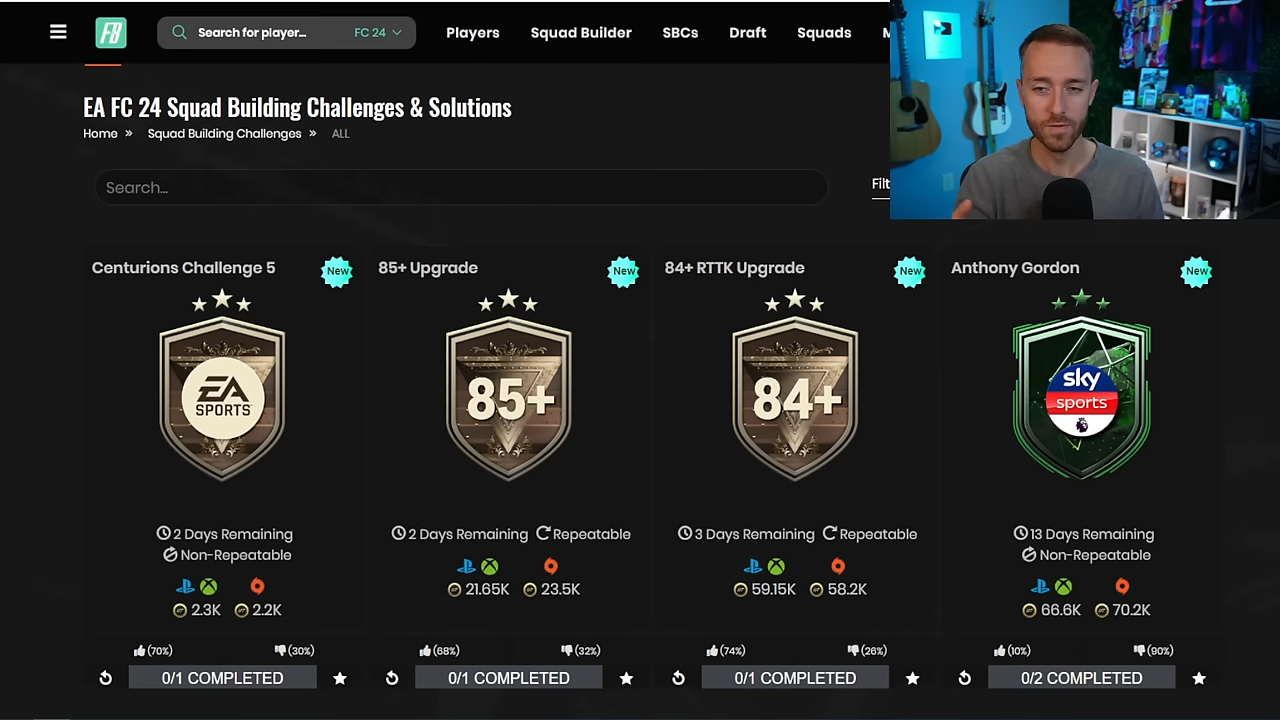 FB Search for player... FC 24 Players Squad Builder SBCs Draft Squads M
EA FC 24 Squad Building Challenges & Solutions
Home » Squad Building Challenges » ALL
Search...
Filt
Centurions Challenge 5 New
85+ Upgrade New
84+ RTTK Upgrade New
Anthony Gordon New
EA SPORTS
85+
84+
sky sports
2 Days Remaining
Non-Repeatable
2 Days Remaining Repeatable
3 Days Remaining Repeatable
13 Days Remaining
Non-Repeatable
2.3K 2.2K
21.65K 23.5K
59.15K 58.2K
66.6K 70.2K
(70%) (30%)
(68%) (32%)
(74%) (26%)
(10%) (90%)
0/1 COMPLETED
0/1 COMPLETED
0/1 COMPLETED
0/2 COMPLETED